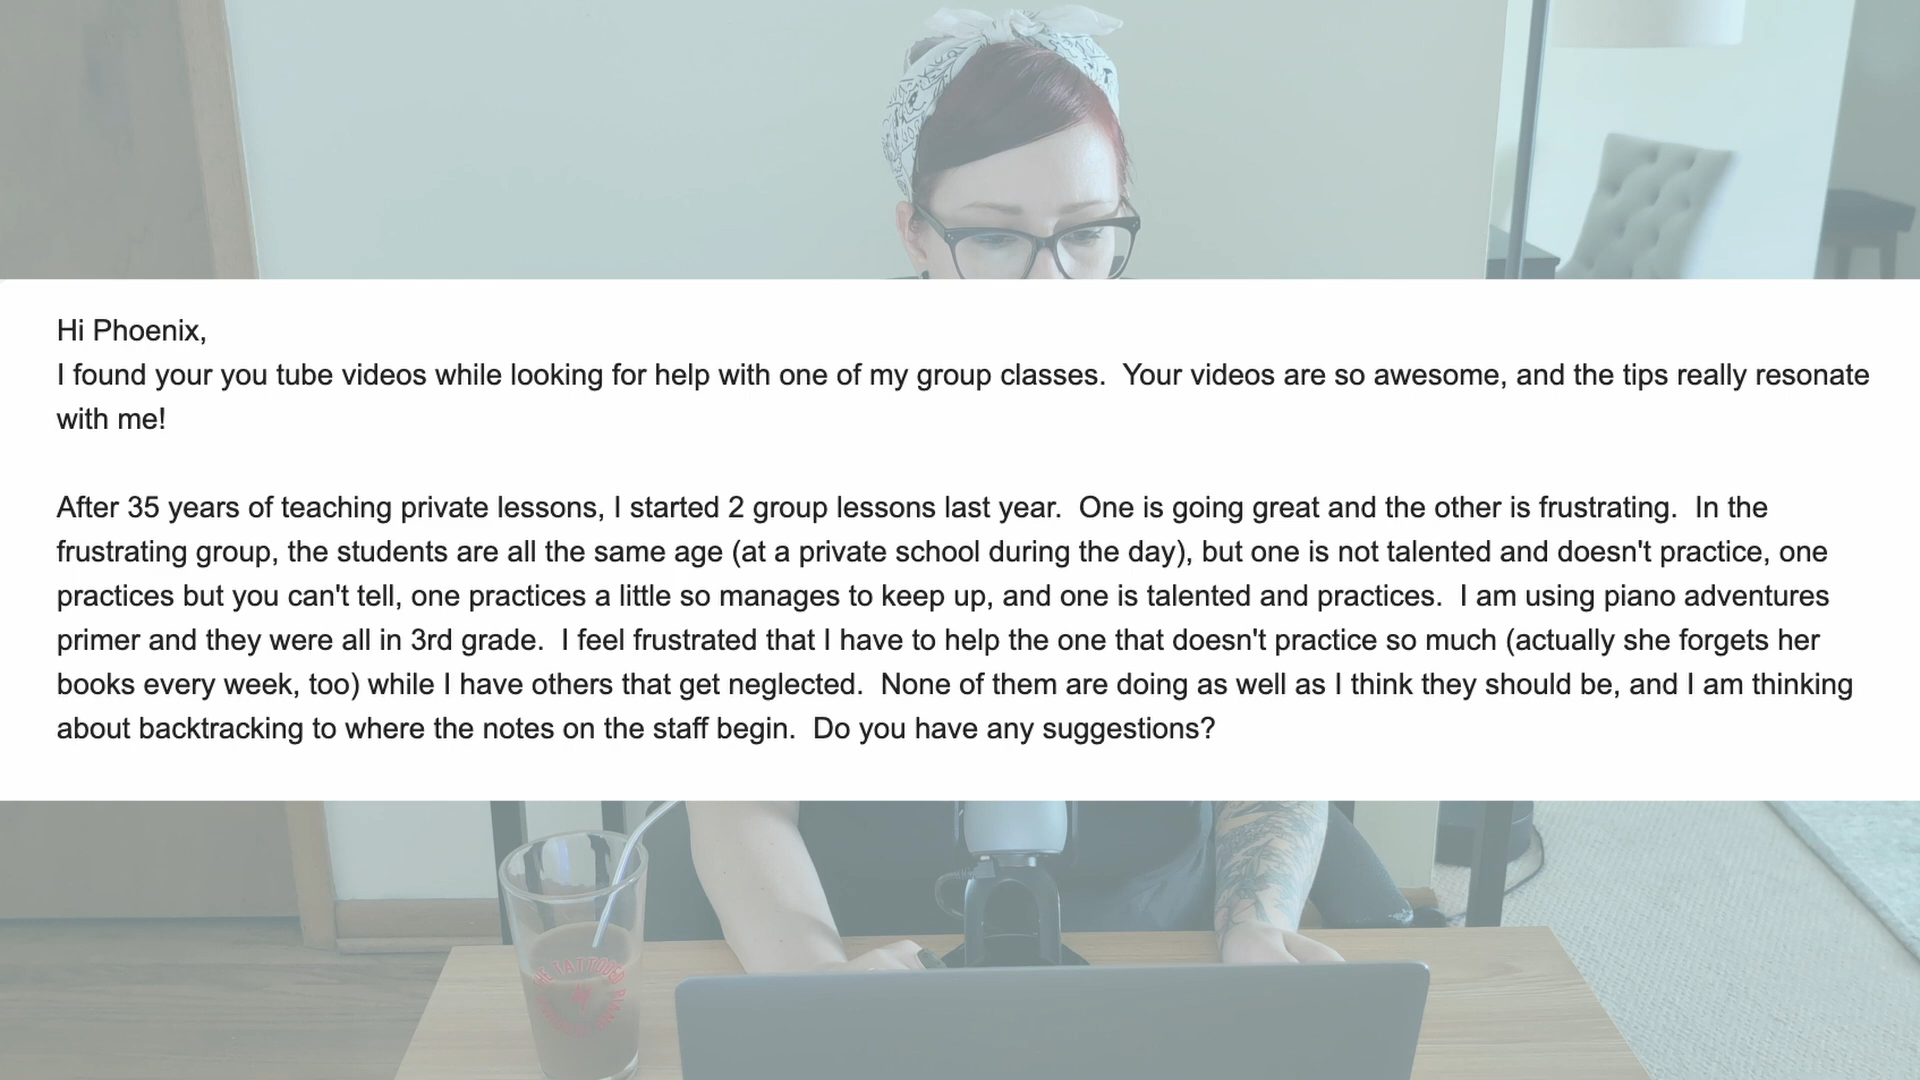 Hi Phoenix,
I found your you tube videos while looking for help with one of my group classes.  Your videos are so awesome, and the tips really resonate
with me!
After 35 years of teaching private lessons, I started 2 group lessons last year.  One is going great and the other is frustrating.  In the
frustrating group, the students are all the same age (at a private school during the day), but one is not talented and doesn't practice, one
practices but you can't tell, one practices a little so manages to keep up, and one is talented and practices.  I am using piano adventures
primer and they were all in 3rd grade.  I feel frustrated that I have to help the one that doesn't practice so much (actually she forgets her
books every week, too) while I have others that get neglected.  None of them are doing as well as I think they should be, and I am thinking
about backtracking to where the notes on the staff begin.  Do you have any suggestions?
THE TATTOOED PIANO